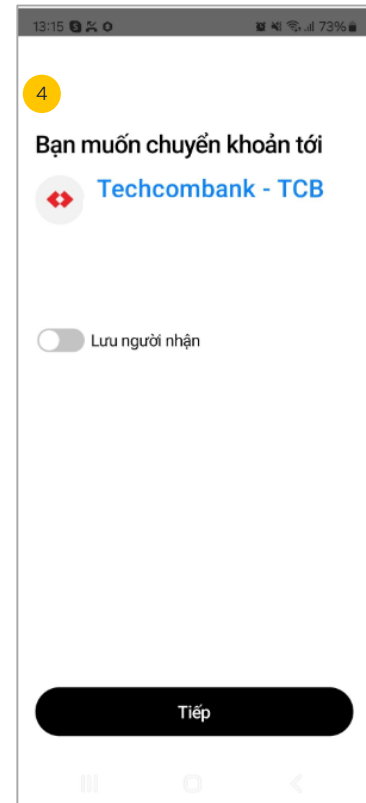 13:15 73%
4
Bạn muốn chuyển khoản tới
Techcombank - TCB
Lưu người nhận
Tiếp